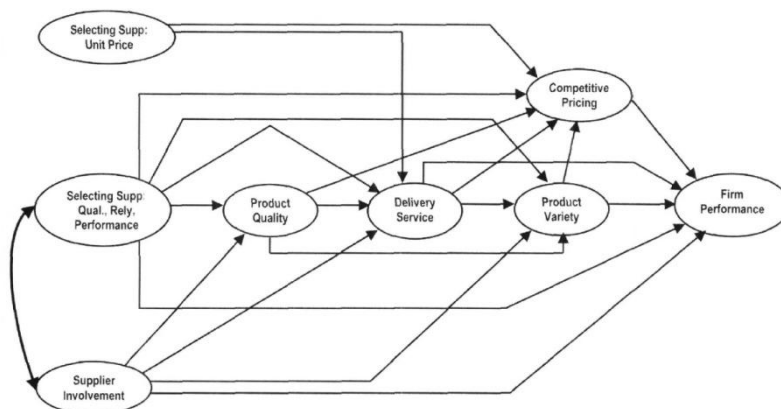 Selecting Supp:
Unit Price
Competitive
Pricing
Selecting Supp:
Qual., Rely,
Performance
Product
Quality
Delivery
Service
Product
Variety
Firm
Performance
Supplier
Involvement